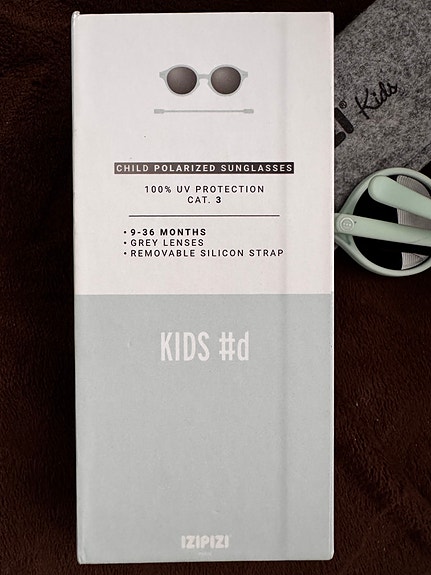 CHILD POLARIZED SUNGLASSES
100% UV PROTECTION
CAT. 3
• 9-36 MONTHS
• GREY LENSES
• REMOVABLE SILICON STRAP
KIDS #d
IZIPIZI
Kids